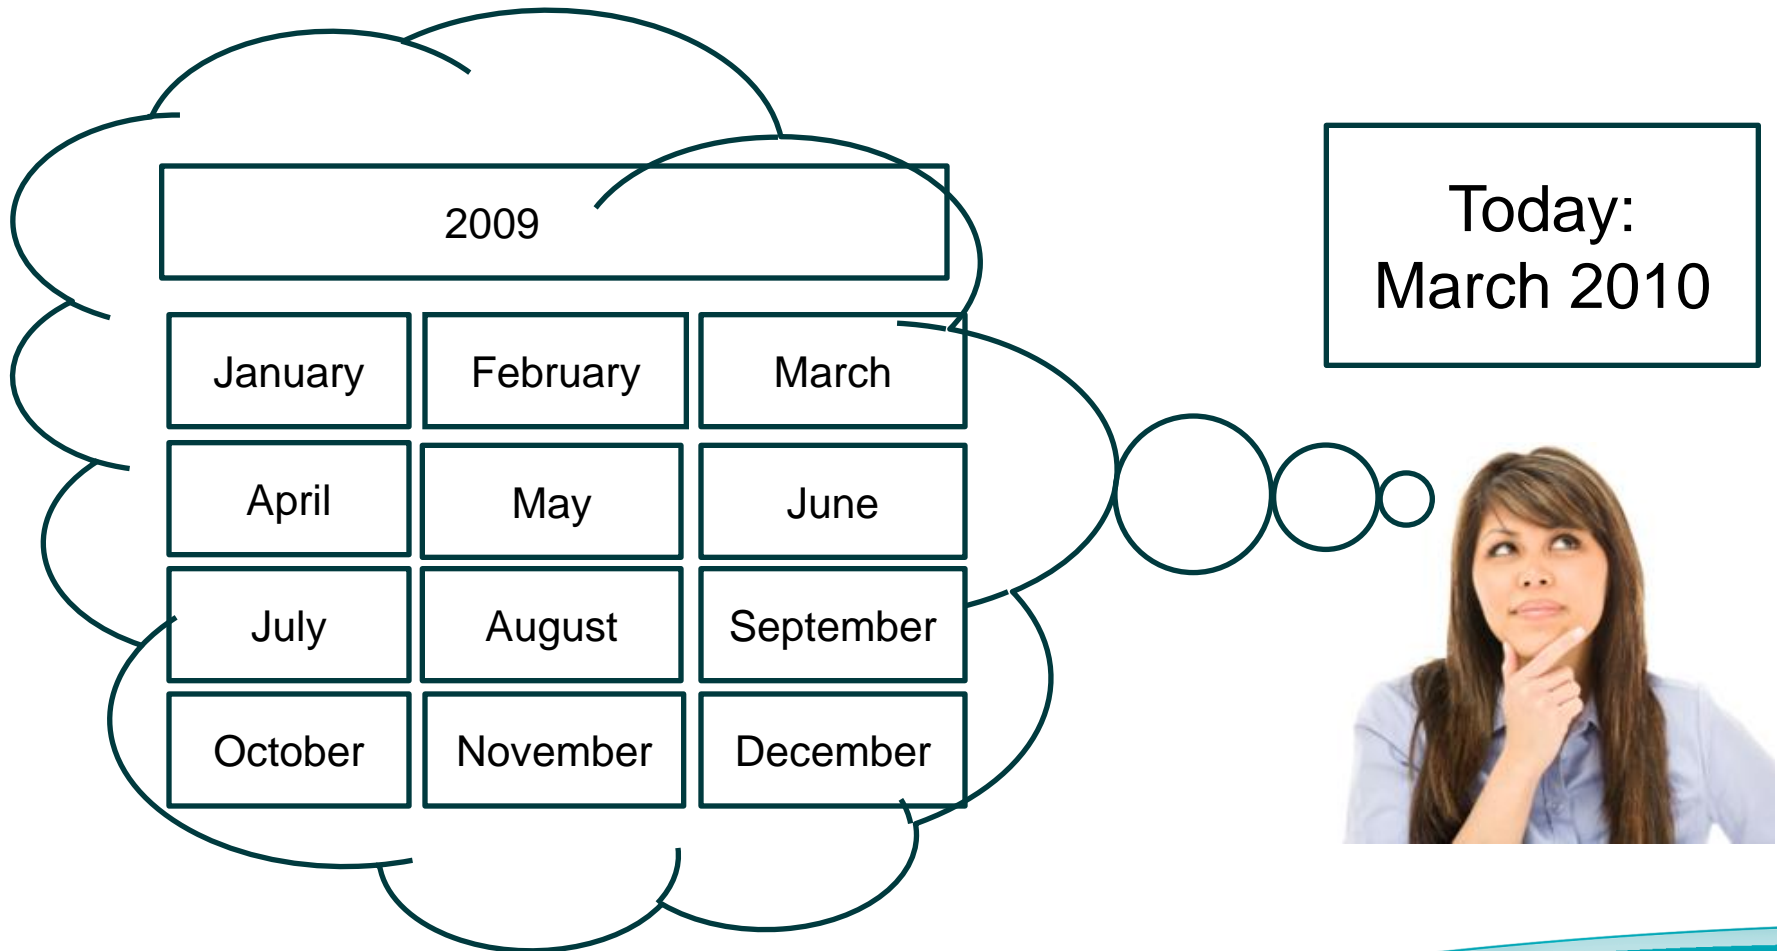 2009
Today:
March 2010
January February March
April May June
July August September
October November December